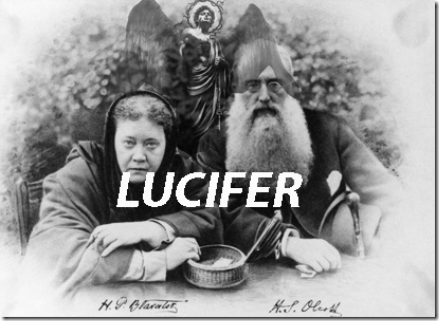 LUCIFER
H. P. Blavatsky
H. S. Olcott